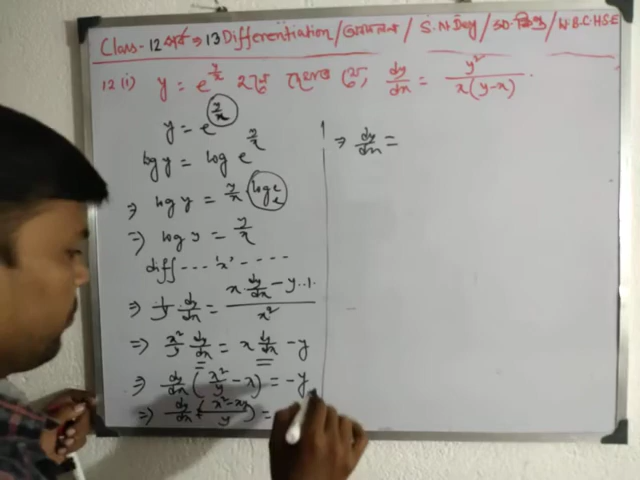 Class-12 অধ্যায় 13 Differentiation/অবকলন/ S.N.Dey/ W.B.C.H.S.E
12(i) y = e^(y/x) হলে দেখাও যে, dy/dx = y²/x(y-x).
y = e^(y/x)
log y = log e^(y/x)
⇒ log y = y/x · log_e e
⇒ log y = y/x
diff --- 'x' -----
⇒ 1/y · dy/dx = (x·dy/dx - y·1)/x²
⇒ x²/y dy/dx = x dy/dx - y
⇒ dy/dx (x²/y - x) = -y
⇒ dy/dx (x²-xy/y) =
⇒ dy/dx =